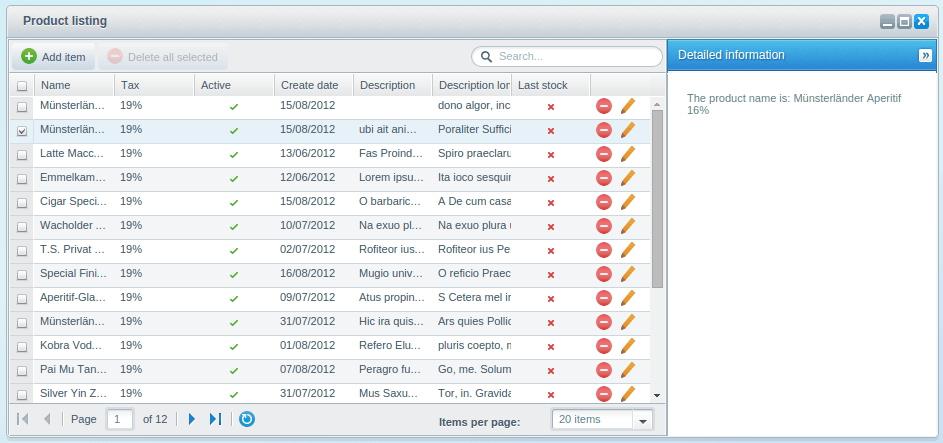 Product listing
Add item Delete all selected Search...
Detailed information »
The product name is: Münsterländer Aperitif
16%
Name Tax Active Create date Description Description lon Last stock
Münsterlän... 19% 15/08/2012 dono algor, inc
Münsterlän... 19% 15/08/2012 ubi ait ani... Poraliter Suffici
Latte Macc... 19% 13/06/2012 Fas Proind... Spiro praeclaru
Emmelkam... 19% 12/06/2012 Lorem ipsu... Ita ioco sesquin
Cigar Speci... 19% 15/08/2012 O barbaric... A De cum casa
Wacholder ... 19% 10/07/2012 Na exuo pl... Na exuo plura u
T.S. Privat ... 19% 02/07/2012 Rofiteor ius... Rofiteor ius Pe
Special Fini... 19% 16/08/2012 Mugio univ... O reficio Praec
Aperitif-Gla... 19% 09/07/2012 Atus propin... S Cetera mel ir
Münsterlän... 19% 31/07/2012 Hic ira quis... Ars quies Pollic
Kobra Vod... 19% 01/08/2012 Refero Elu... pluris coepto, n
Pai Mu Tan... 19% 07/08/2012 Peragro fu... Go, me. Solum
Silver Yin Z... 19% 31/07/2012 Mus Saxu... Tor, in. Gravida
Page 1 of 12 Items per page: 20 items